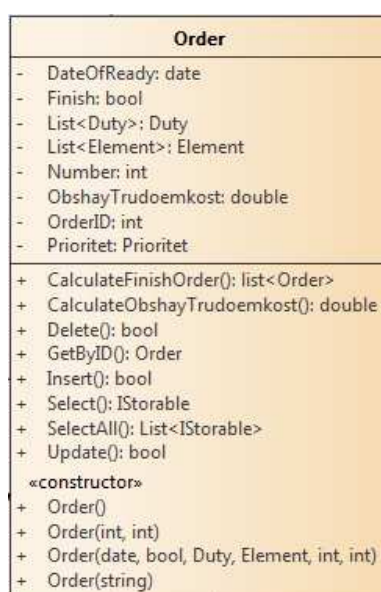 Order
- DateOfReady: date
- Finish: bool
- List<Duty>: Duty
- List<Element>: Element
- Number: int
- ObshayTrudoemkost: double
- OrderID: int
- Prioritet: Prioritet
+ CalculateFinishOrder(): list<Order>
+ CalculateObshayTrudoemkost(): double
+ Delete(): bool
+ GetByID(): Order
+ Insert(): bool
+ Select(): IStorable
+ SelectAll(): List<IStorable>
+ Update(): bool
«constructor»
+ Order()
+ Order(int, int)
+ Order(date, bool, Duty, Element, int, int)
+ Order(string)